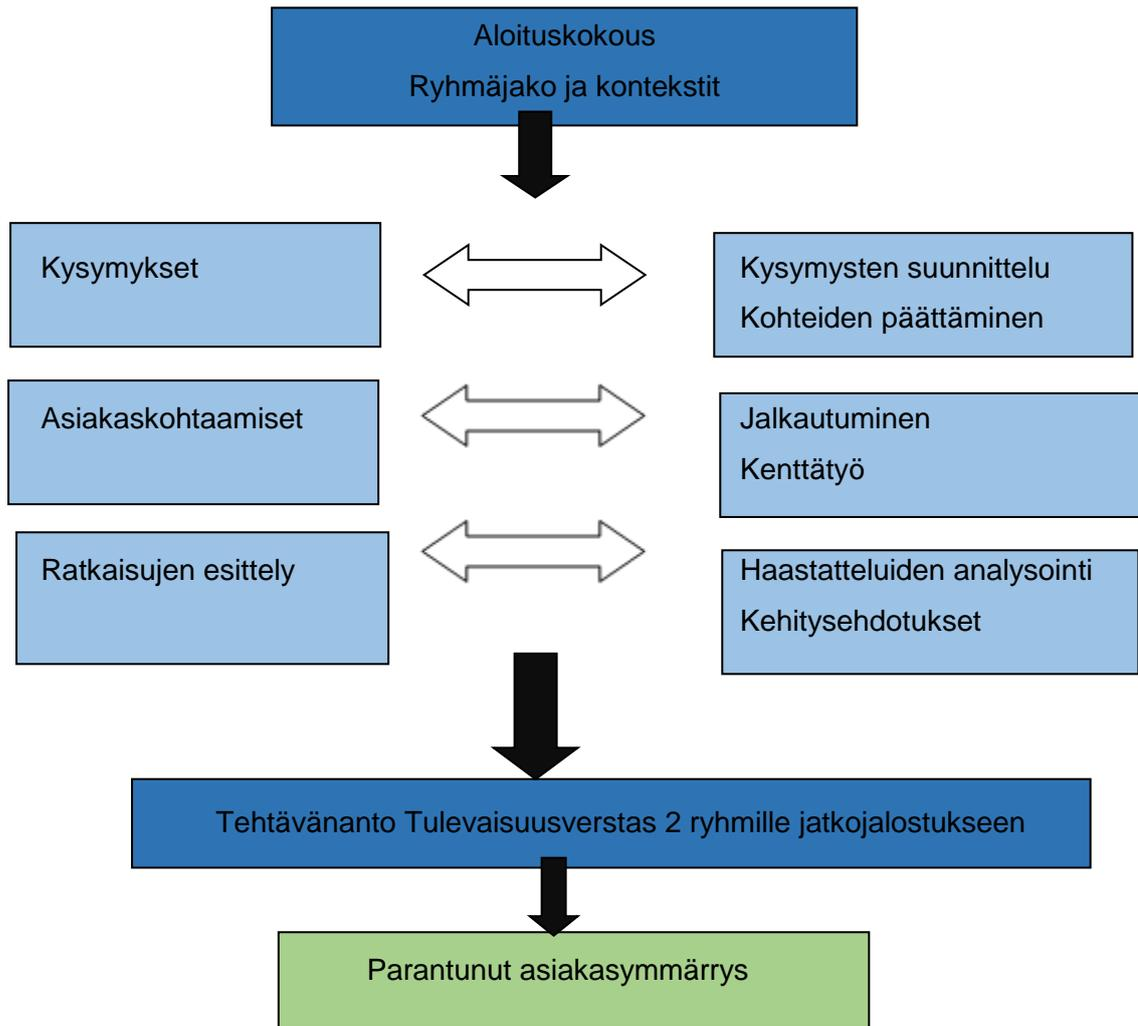 Aloituskokous
Ryhmäjako ja kontekstit
Kysymykset
Kysymysten suunnittelu
Kohteiden päättäminen
Asiakaskohtaamiset
Jalkautuminen
Kenttätyö
Ratkaisujen esittely
Haastatteluiden analysointi
Kehitysehdotukset
Tehtävänanto Tulevaisuusverstas 2 ryhmille jatkojalostukseen
Parantunut asiakasymmärrys